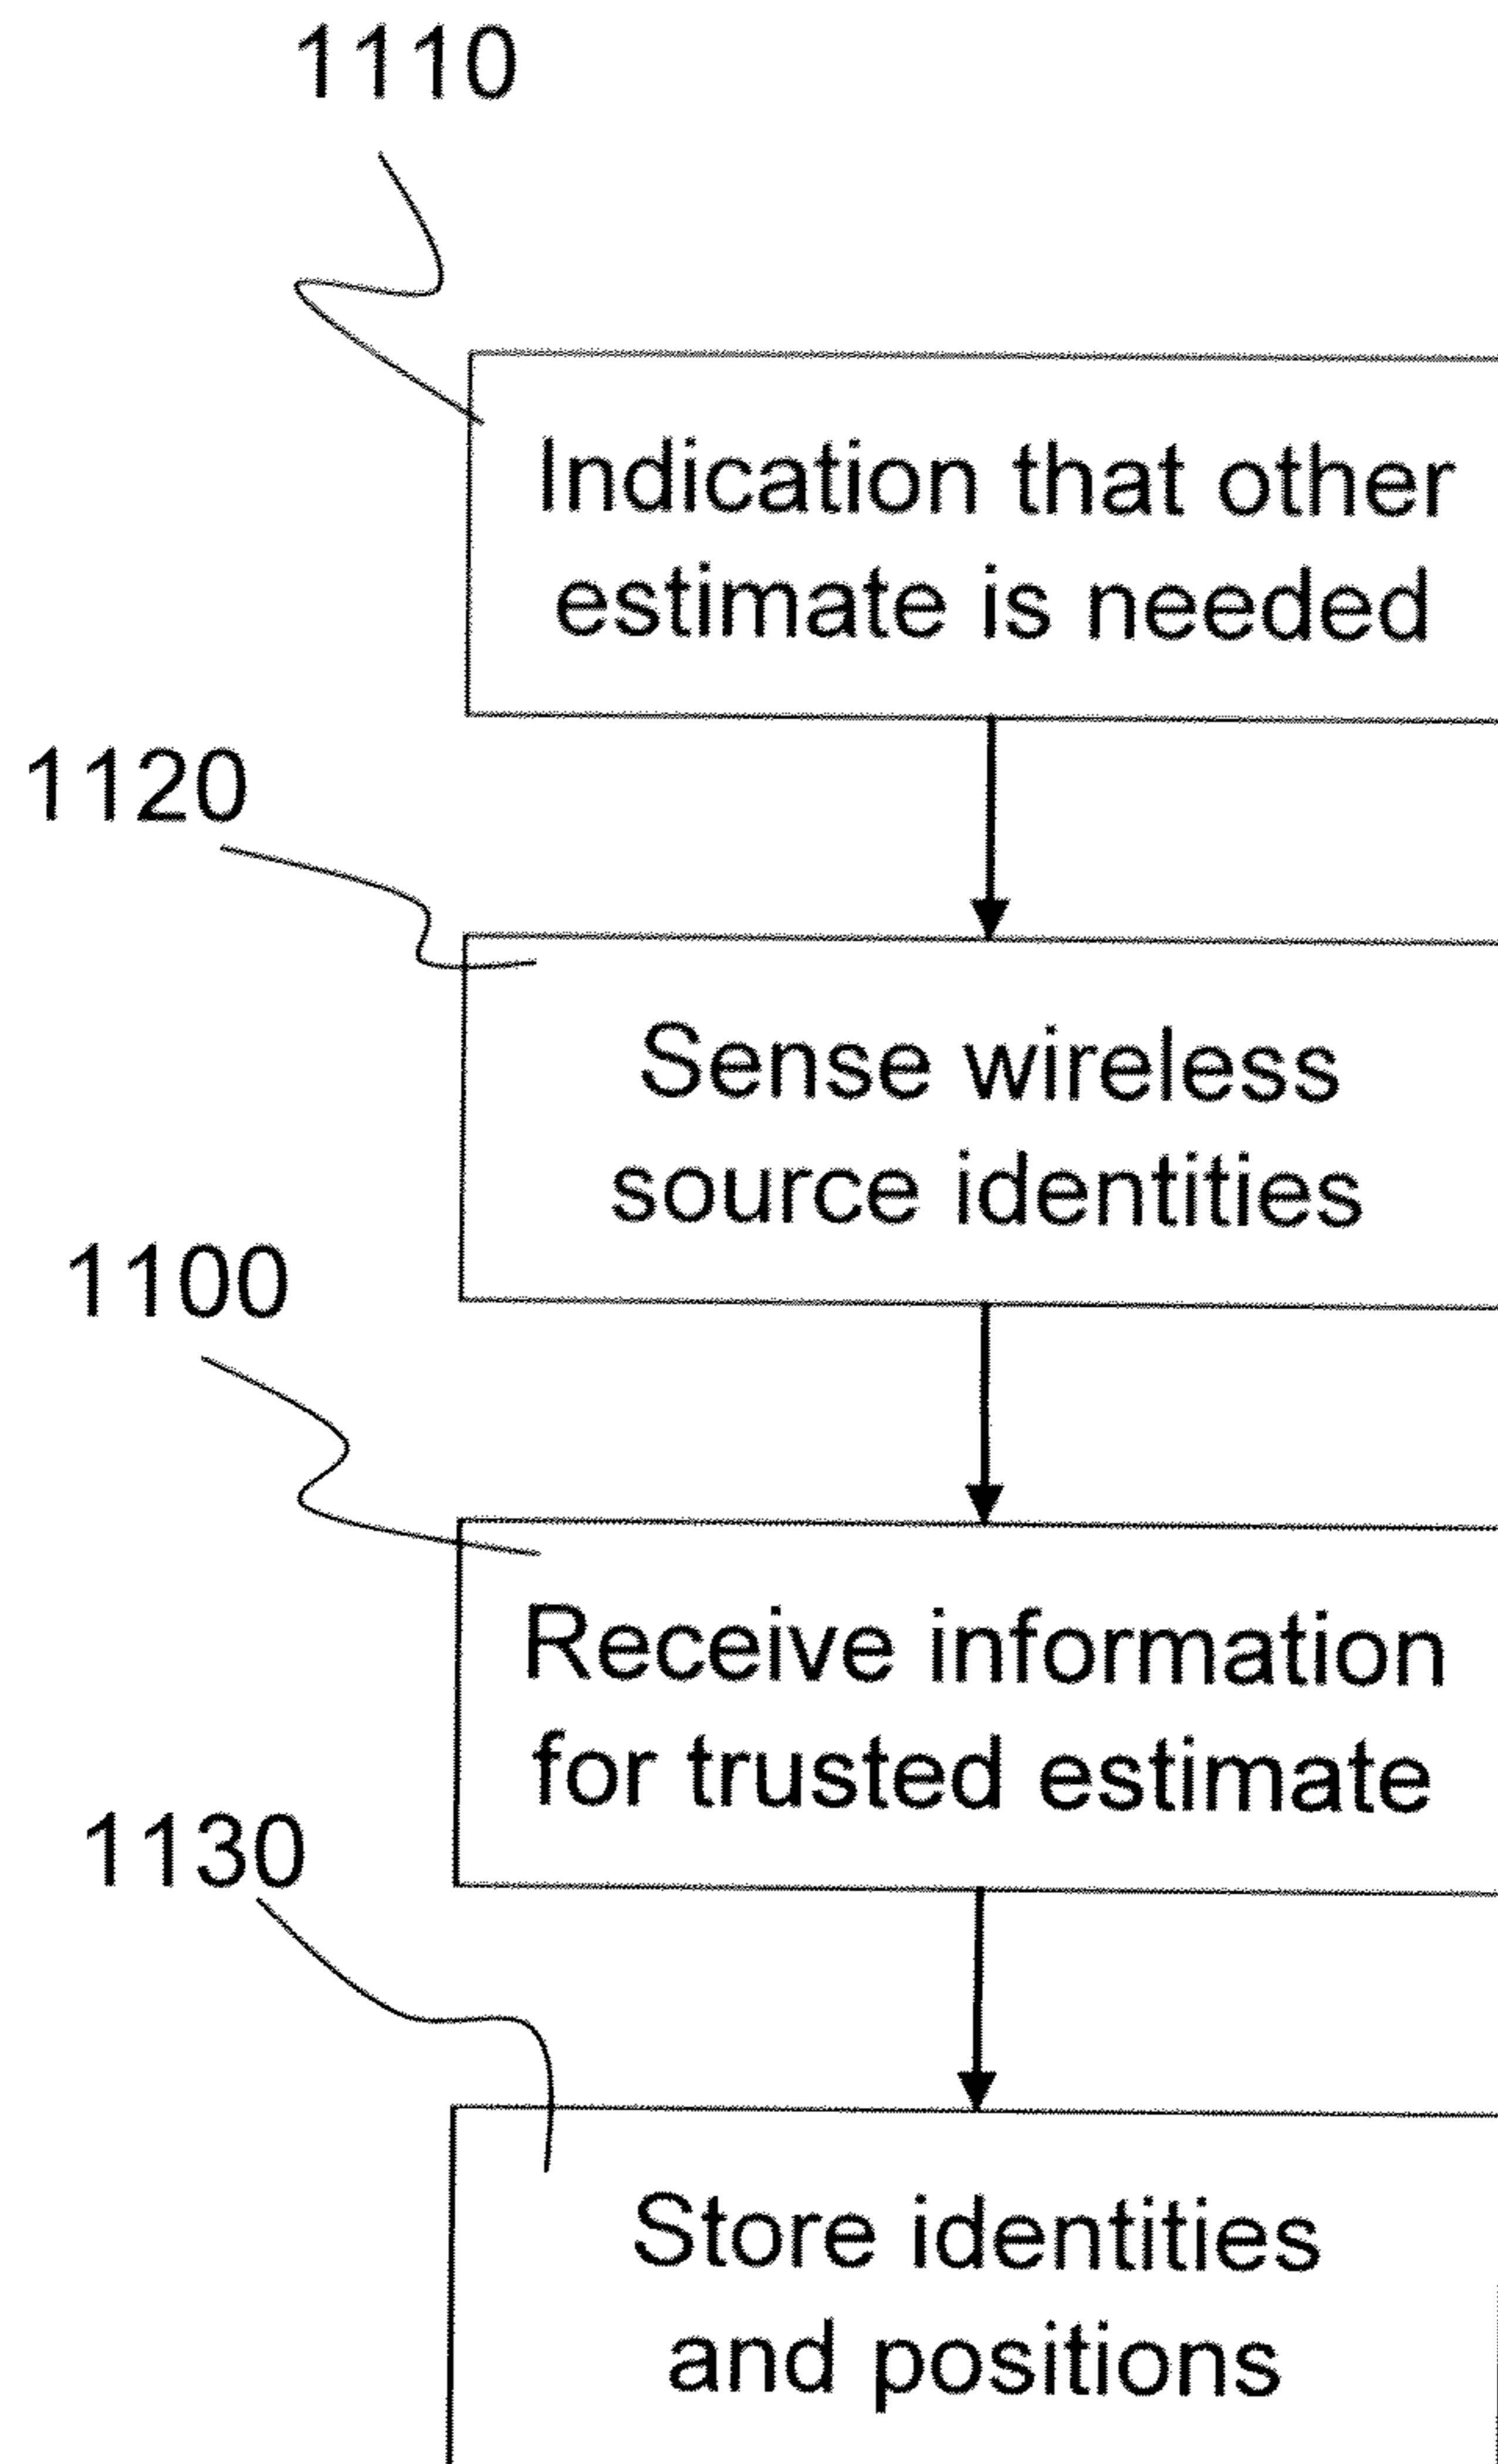 1110
Indication that other
estimate is needed
1120
Sense wireless
source identities
1100
Receive information
for trusted estimate
1130
Store identities
and positions